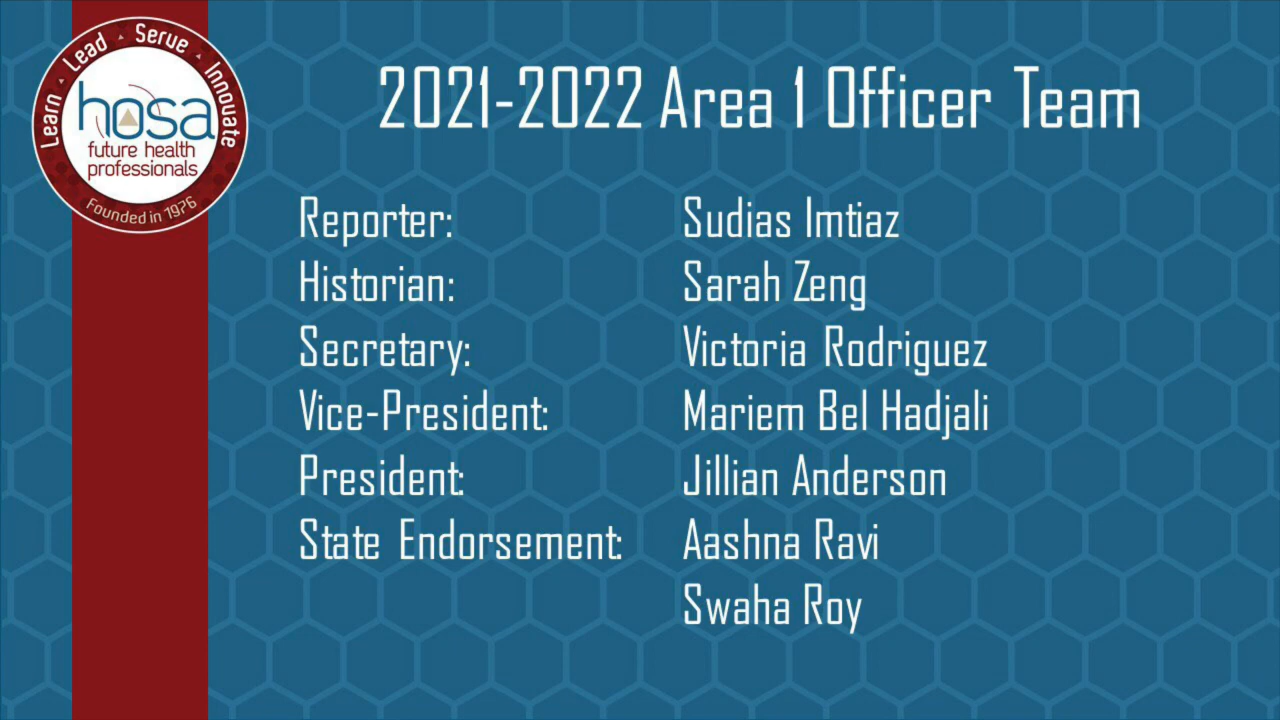 Learn ▲ Lead ▲ Serve ▲ Innovate
hosa
future health
professionals
Founded in 1976
2021-2022 Area 1 Officer Team
Reporter: Sudias Imtiaz
Historian: Sarah Zeng
Secretary: Victoria Rodriguez
Vice-President: Mariem Bel Hadjali
President: Jillian Anderson
State Endorsement: Aashna Ravi
Swaha Roy